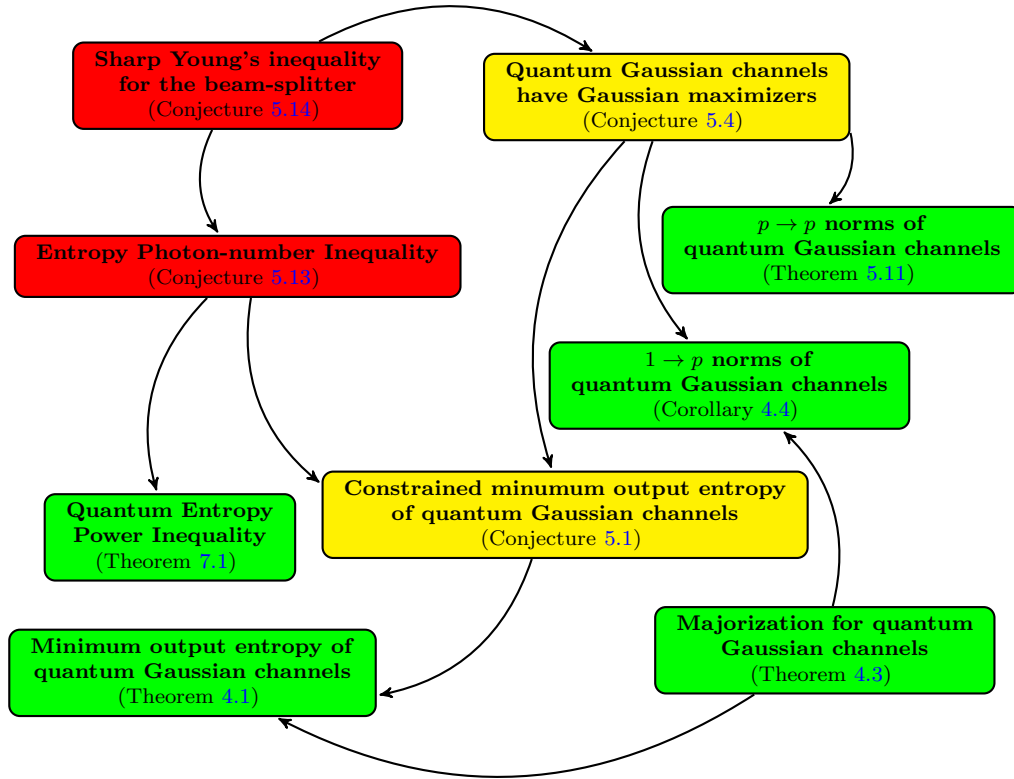 Sharp Young's inequality
for the beam-splitter
(Conjecture 5.14)
Quantum Gaussian channels
have Gaussian maximizers
(Conjecture 5.4)
p → p norms of
quantum Gaussian channels
(Theorem 5.11)
Entropy Photon-number Inequality
(Conjecture 5.13)
1 → p norms of
quantum Gaussian channels
(Corollary 4.4)
Constrained minumum output entropy
of quantum Gaussian channels
(Conjecture 5.1)
Quantum Entropy
Power Inequality
(Theorem 7.1)
Minimum output entropy of
quantum Gaussian channels
(Theorem 4.1)
Majorization for quantum
Gaussian channels
(Theorem 4.3)